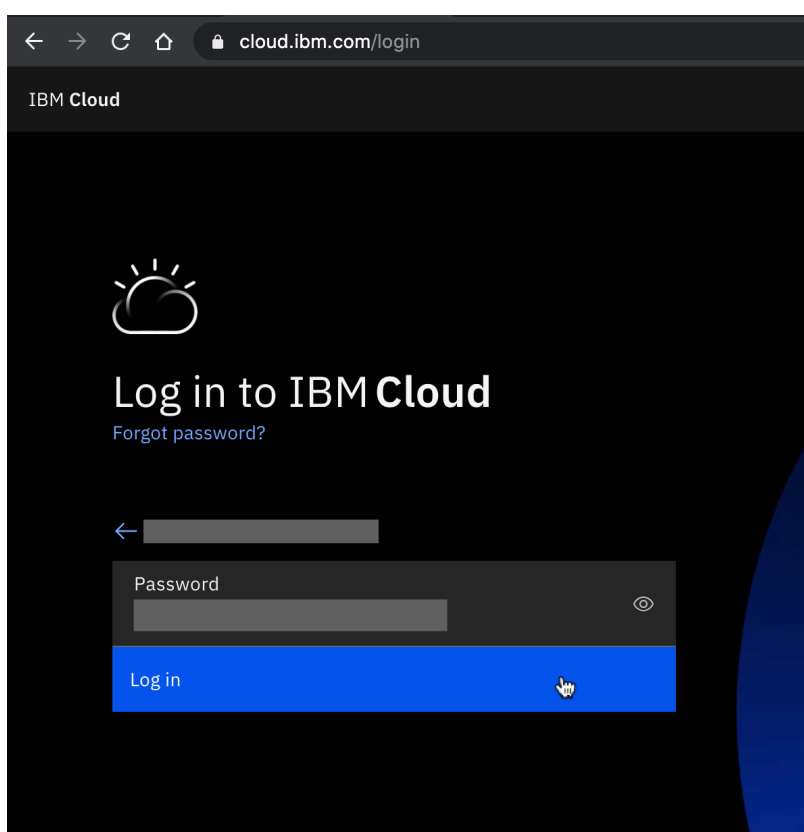 cloud.ibm.com/login
IBM Cloud
Log in to IBM Cloud
Forgot password?
Password
Log in